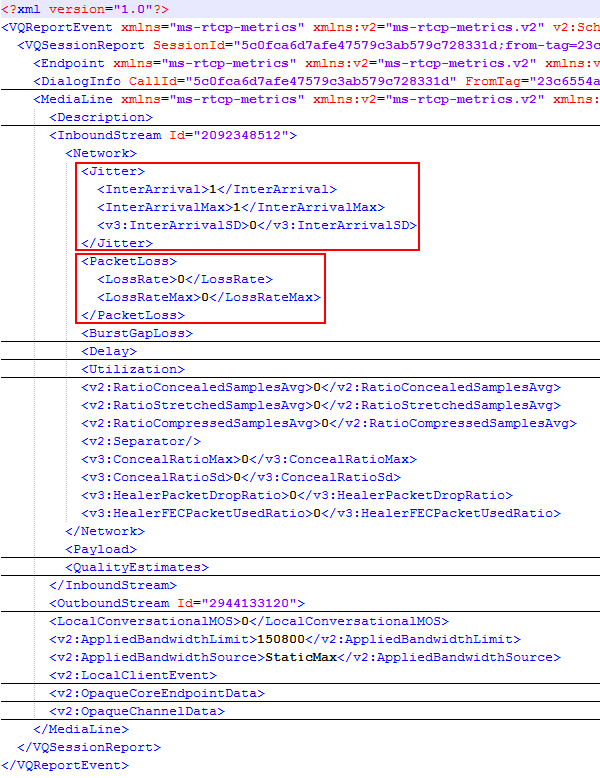 <?xml version="1.0"?>
<VQReportEvent xmlns="ms-rtcp-metrics" xmlns:v2="ms-rtcp-metrics.v2" v2:Sch
<VQSessionReport SessionId="5c0fca6d7afe47579c3ab579c728331d;from-tag=23c
<Endpoint xmlns="ms-rtcp-metrics" xmlns:v2="ms-rtcp-metrics.v2" xmlns:v
<DialogInfo CallId="5c0fca6d7afe47579c3ab579c728331d" FromTag="23c6554a
<MediaLine xmlns="ms-rtcp-metrics" xmlns:v2="ms-rtcp-metrics.v2" xmlns:
<Description>
<InboundStream Id="2092348512">
<Network>
<Jitter>
<InterArrival>1</InterArrival>
<InterArrivalMax>1</InterArrivalMax>
<v3:InterArrivalSD>0</v3:InterArrivalSD>
</Jitter>
<PacketLoss>
<LossRate>0</LossRate>
<LossRateMax>0</LossRateMax>
</PacketLoss>
<BurstGapLoss>
<Delay>
<Utilization>
<v2:RatioConcealedSamplesAvg>0</v2:RatioConcealedSamplesAvg>
<v2:RatioStretchedSamplesAvg>0</v2:RatioStretchedSamplesAvg>
<v2:RatioCompressedSamplesAvg>0</v2:RatioCompressedSamplesAvg>
<v2:Separator/>
<v3:ConcealRatioMax>0</v3:ConcealRatioMax>
<v3:ConcealRatioSd>0</v3:ConcealRatioSd>
<v3:HealerPacketDropRatio>0</v3:HealerPacketDropRatio>
<v3:HealerFECPacketUsedRatio>0</v3:HealerFECPacketUsedRatio>
</Network>
<Payload>
<QualityEstimates>
</InboundStream>
<OutboundStream Id="2944133120">
<LocalConversationalMOS>0</LocalConversationalMOS>
<v2:AppliedBandwidthLimit>150800</v2:AppliedBandwidthLimit>
<v2:AppliedBandwidthSource>StaticMax</v2:AppliedBandwidthSource>
<v2:LocalClientEvent>
<v2:OpaqueCoreEndpointData>
<v2:OpaqueChannelData>
</MediaLine>
</VQSessionReport>
</VQReportEvent>